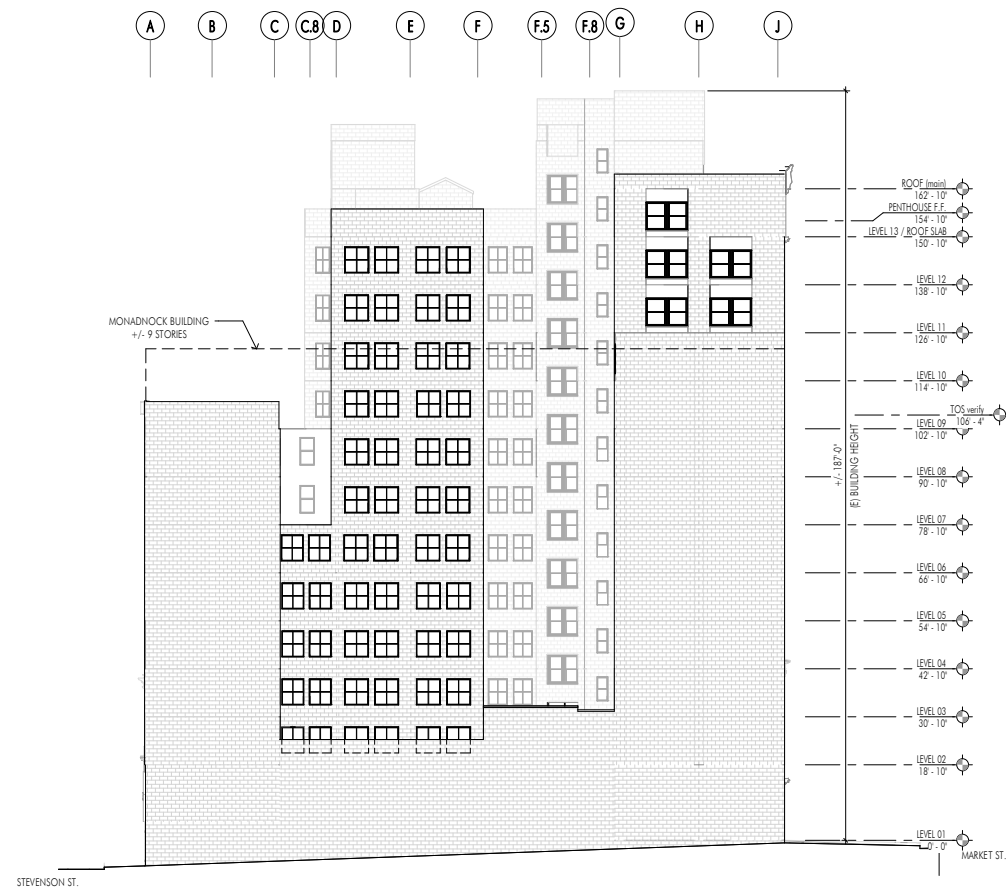 A B C C.8 D E F F.5 F.8 G H J
ROOF (main)
162' - 10"
PENTHOUSE F.F.
154' - 10"
LEVEL 13 / ROOF SLAB
150' - 10"
LEVEL 12
138' - 10"
MONADNOCK BUILDING
+/- 9 STORIES
LEVEL 11
126' - 10"
LEVEL 10
114' - 10"
TOS verify
106' - 4"
LEVEL 09
102' - 10"
+/- 187'-0"
(E) BUILDING HEIGHT
LEVEL 08
90' - 10"
LEVEL 07
78' - 10"
LEVEL 06
66' - 10"
LEVEL 05
54' - 10"
LEVEL 04
42' - 10"
LEVEL 03
30' - 10"
LEVEL 02
18' - 10"
LEVEL 01
0' - 0"
MARKET ST.
STEVENSON ST.